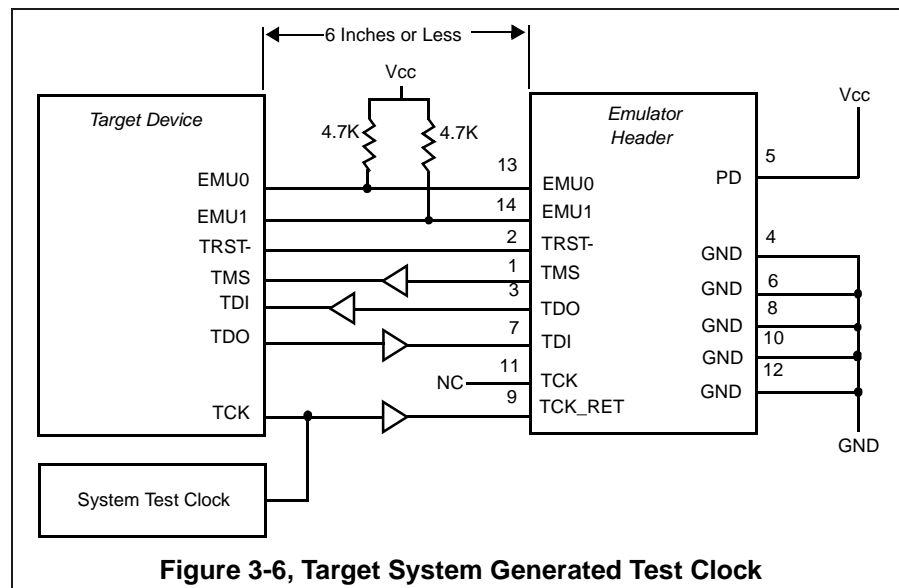 6 Inches or Less
Vcc
Target Device
4.7K
4.7K
Emulator
Header
Vcc
EMU0
13
EMU0
5
PD
EMU1
14
EMU1
TRST-
2
TRST-
4
GND
TMS
1
TMS
6
GND
TDI
3
TDO
8
GND
TDO
7
TDI
10
GND
NC
11
TCK
12
GND
TCK
9
TCK_RET
GND
System Test Clock
Figure 3-6, Target System Generated Test Clock